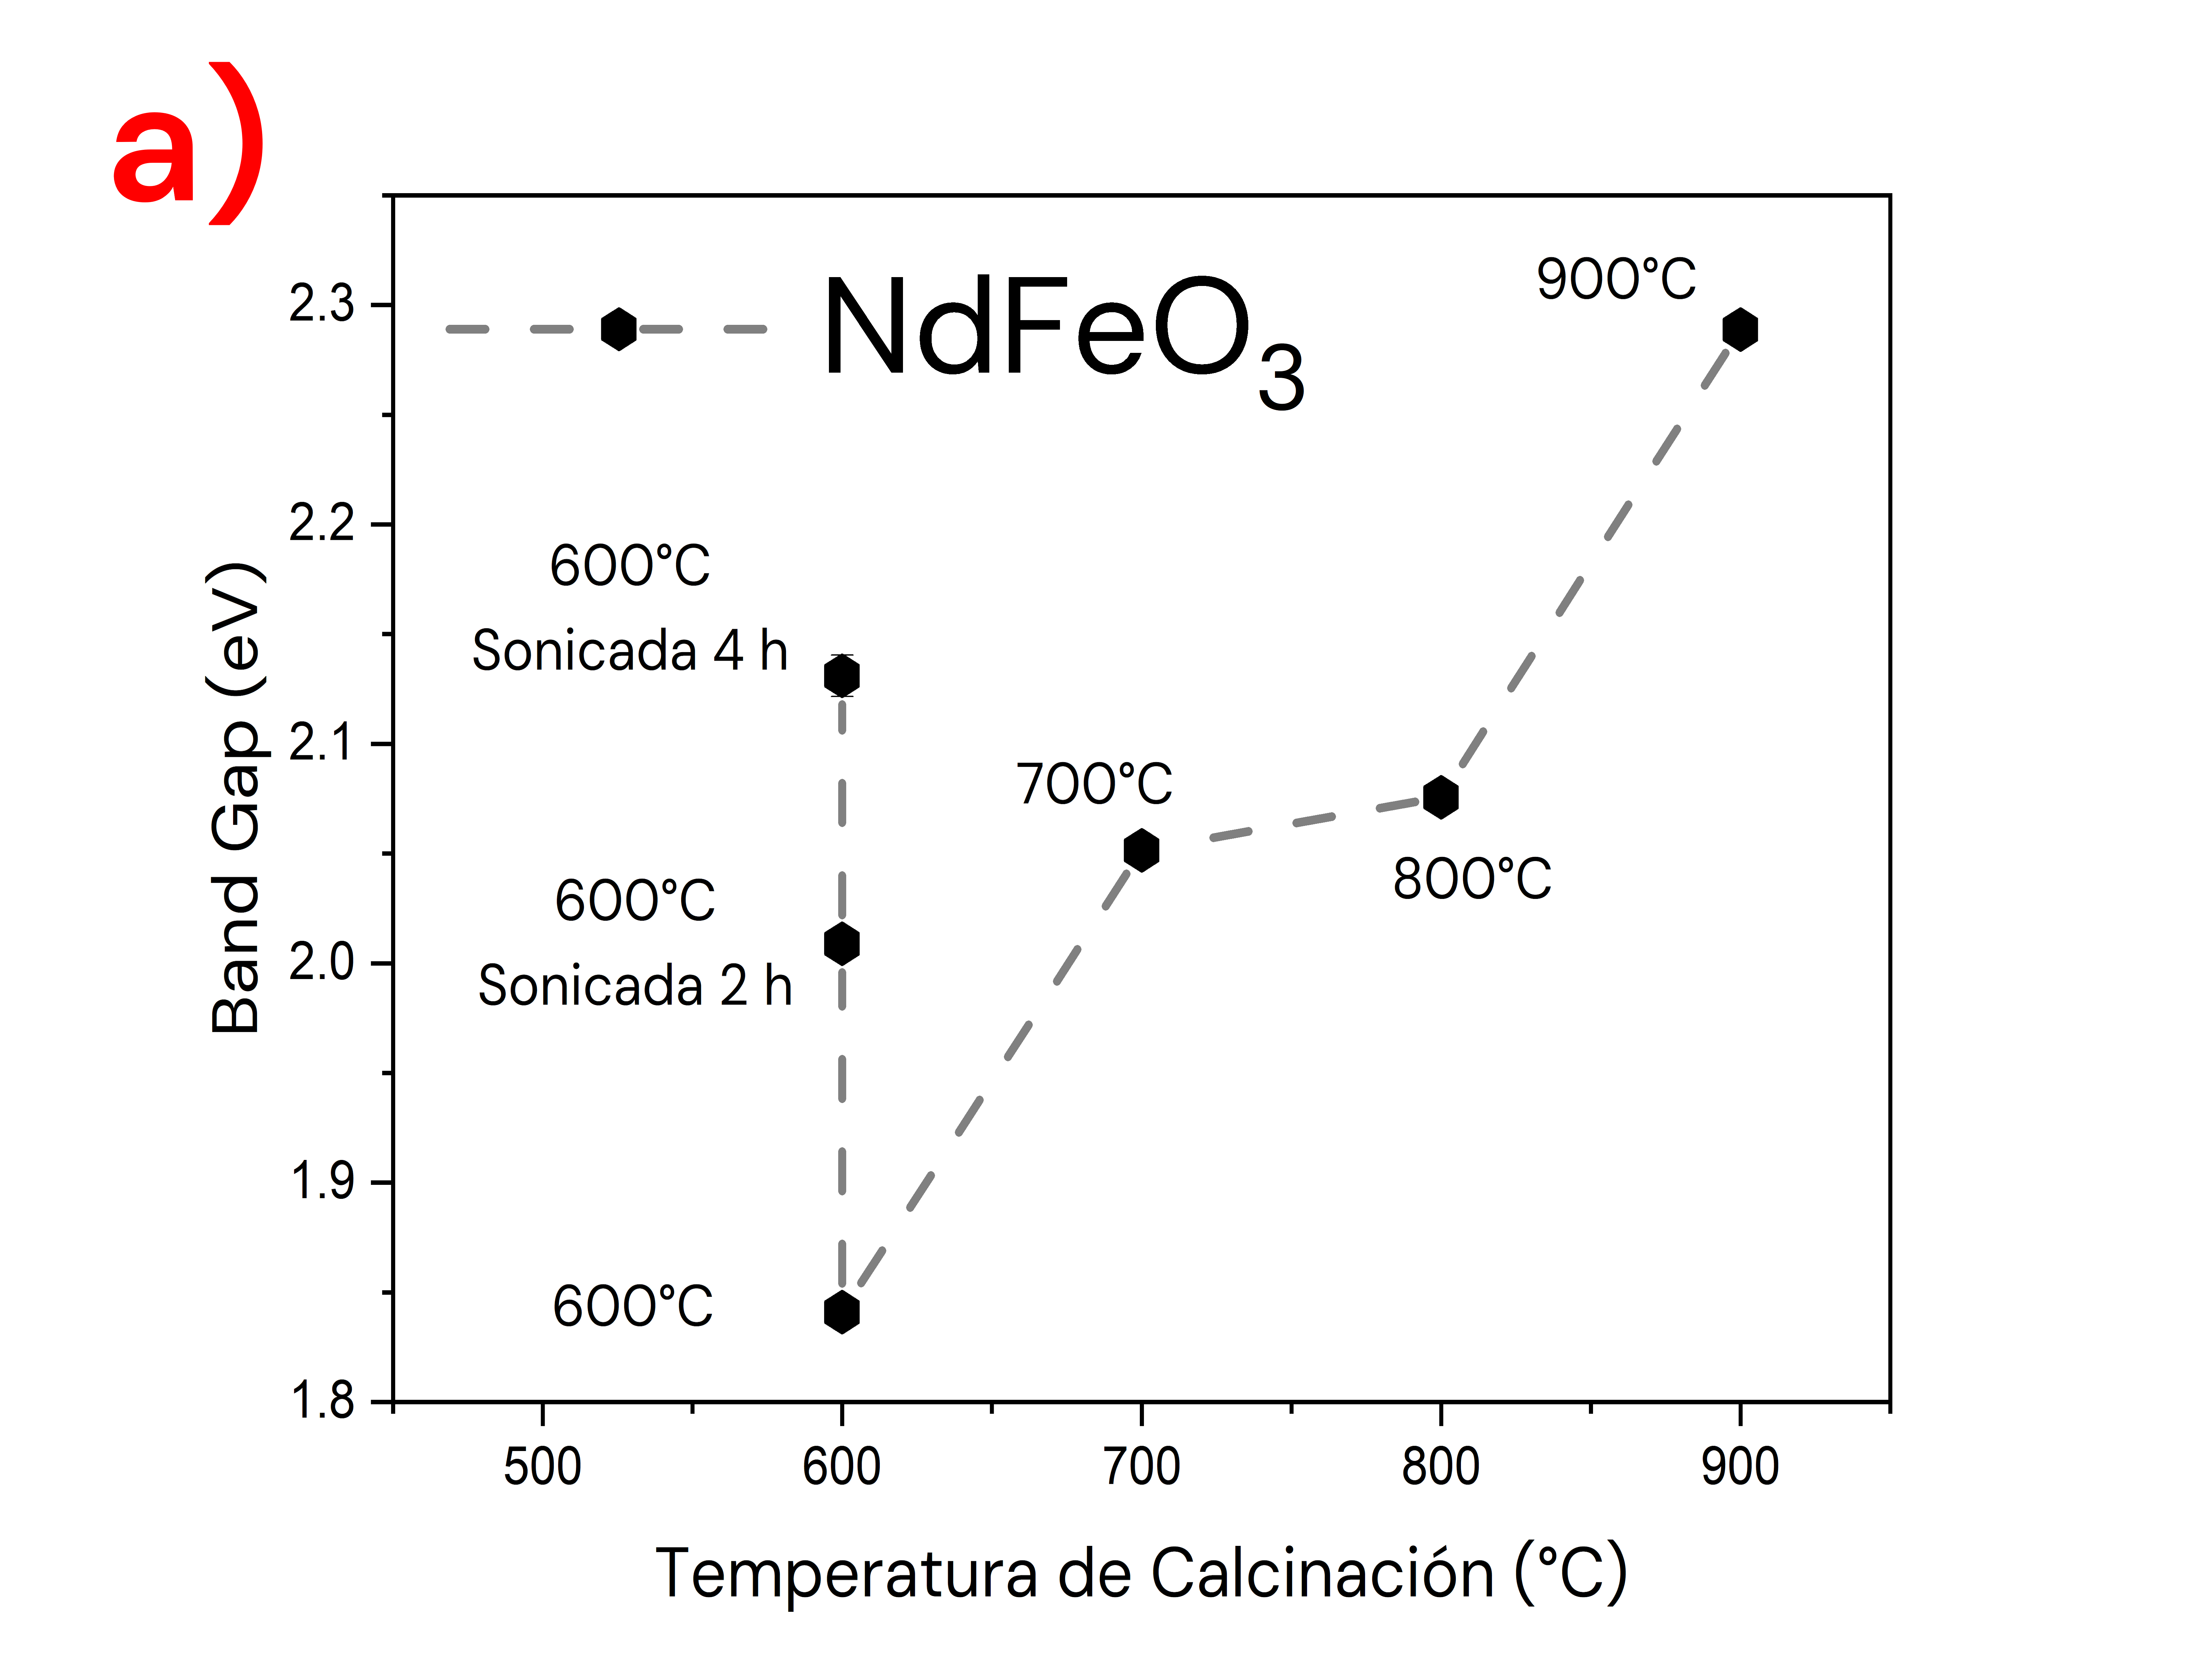 a)
NdFeO3
900°C
600°C
Sonicada 4 h
700°C
800°C
600°C
Sonicada 2 h
600°C
Band Gap (eV)
2.3
2.2
2.1
2.0
1.9
1.8
500 600 700 800 900
Temperatura de Calcinación (°C)